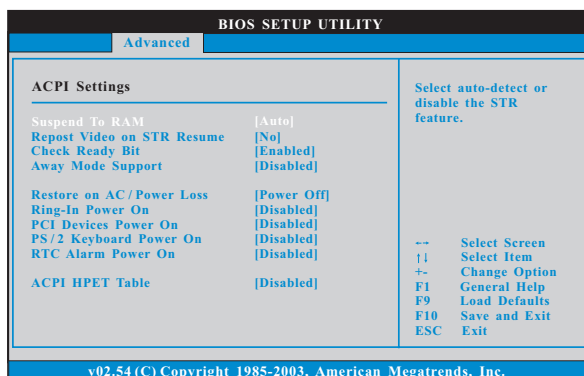 BIOS SETUP UTILITY
Advanced
ACPI Settings
Suspend To RAM [Auto]
Repost Video on STR Resume [No]
Check Ready Bit [Enabled]
Away Mode Support [Disabled]
Restore on AC / Power Loss [Power Off]
Ring-In Power On [Disabled]
PCI Devices Power On [Disabled]
PS / 2 Keyboard Power On [Disabled]
RTC Alarm Power On [Disabled]
ACPI HPET Table [Disabled]
Select auto-detect or
disable the STR
feature.
←→ Select Screen
↑↓ Select Item
+- Change Option
F1 General Help
F9 Load Defaults
F10 Save and Exit
ESC Exit
v02.54 (C) Copyright 1985-2003, American Megatrends, Inc.